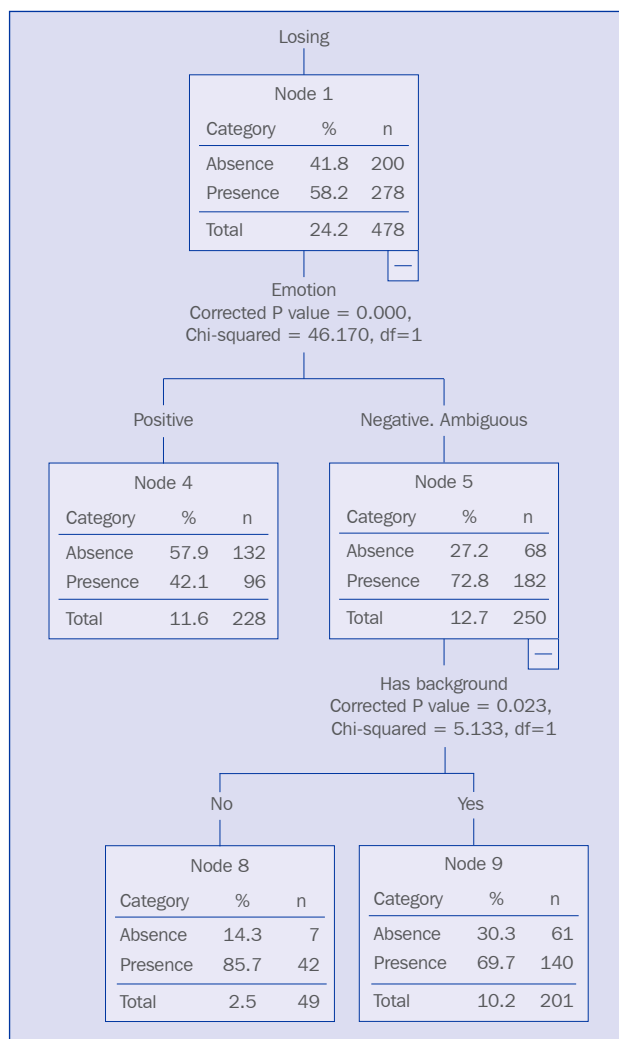 Losing
Node 1
Category % n
Absence 41.8 200
Presence 58.2 278
Total 24.2 478
Emotion
Corrected P value = 0.000,
Chi-squared = 46.170, df=1
Positive
Negative. Ambiguous
Node 4
Category % n
Absence 57.9 132
Presence 42.1 96
Total 11.6 228
Node 5
Category % n
Absence 27.2 68
Presence 72.8 182
Total 12.7 250
Has background
Corrected P value = 0.023,
Chi-squared = 5.133, df=1
No
Yes
Node 8
Category % n
Absence 14.3 7
Presence 85.7 42
Total 2.5 49
Node 9
Category % n
Absence 30.3 61
Presence 69.7 140
Total 10.2 201